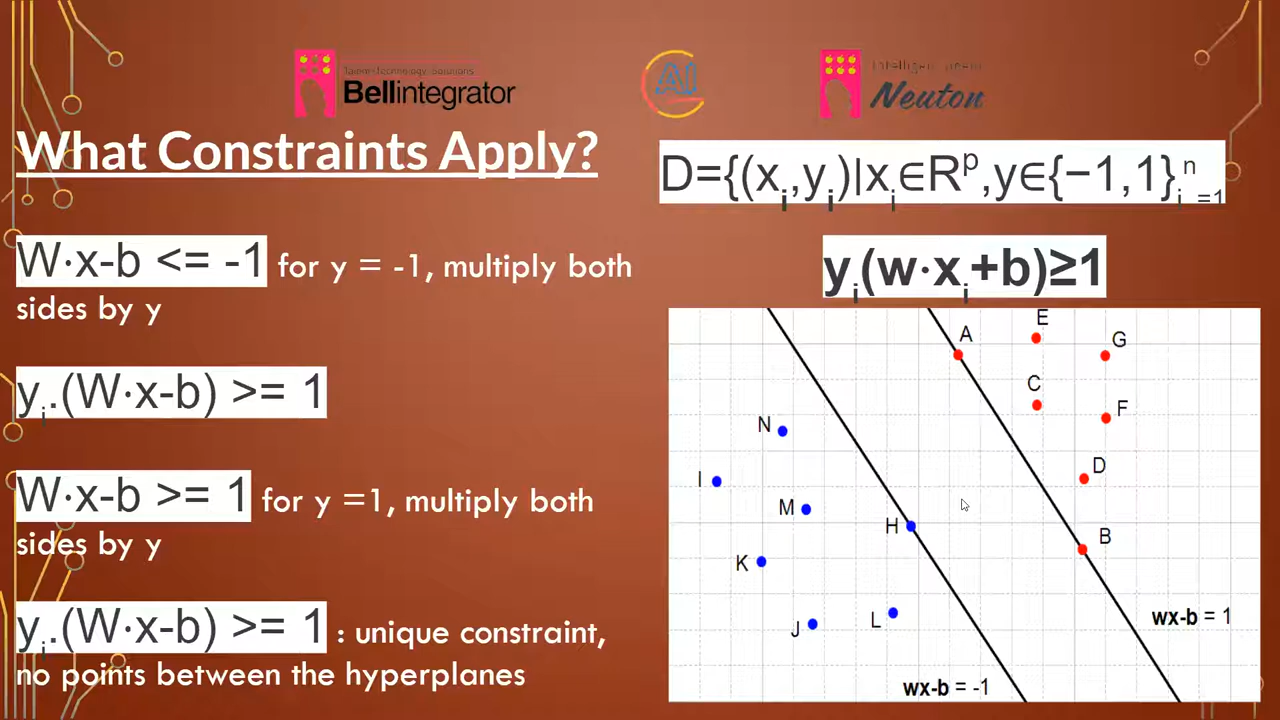 Bellintegrator
AI
Neuton
What Constraints Apply?
W·x-b <= -1 for y = -1, multiply both
sides by y
yᵢ.(W·x-b) >= 1
W·x-b >= 1 for y =1, multiply both
sides by y
yᵢ.(W·x-b) >= 1 : unique constraint,
no points between the hyperplanes
D={(xᵢ,yᵢ)|xᵢ∈Rᵖ,y∈{−1,1}ᵢ₌₁ⁿ
yᵢ(w·xᵢ+b)≥1
E
A
G
C
F
N
D
I
M
H
B
K
L
J
wx-b = 1
wx-b = -1